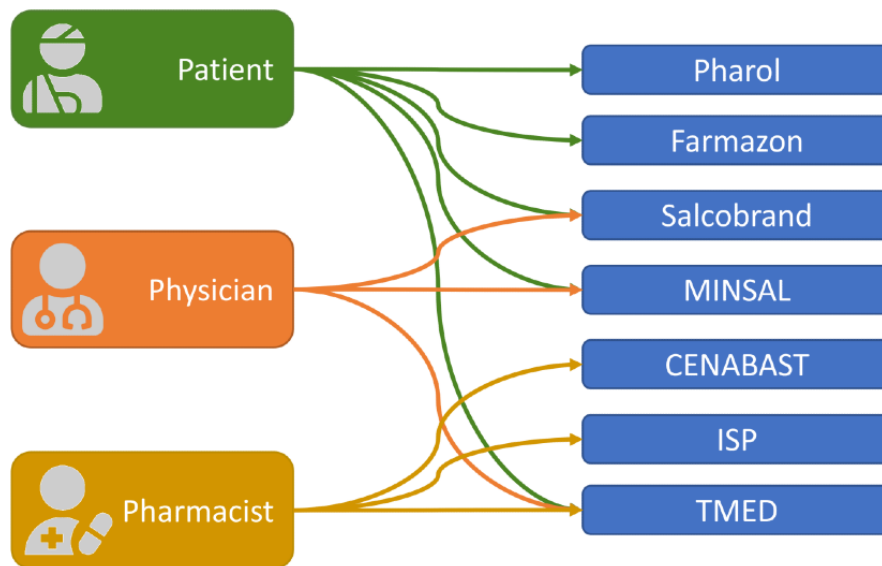 Patient
Physician
Pharmacist
Pharol
Farmazon
Salcobrand
MINSAL
CENABAST
ISP
TMED